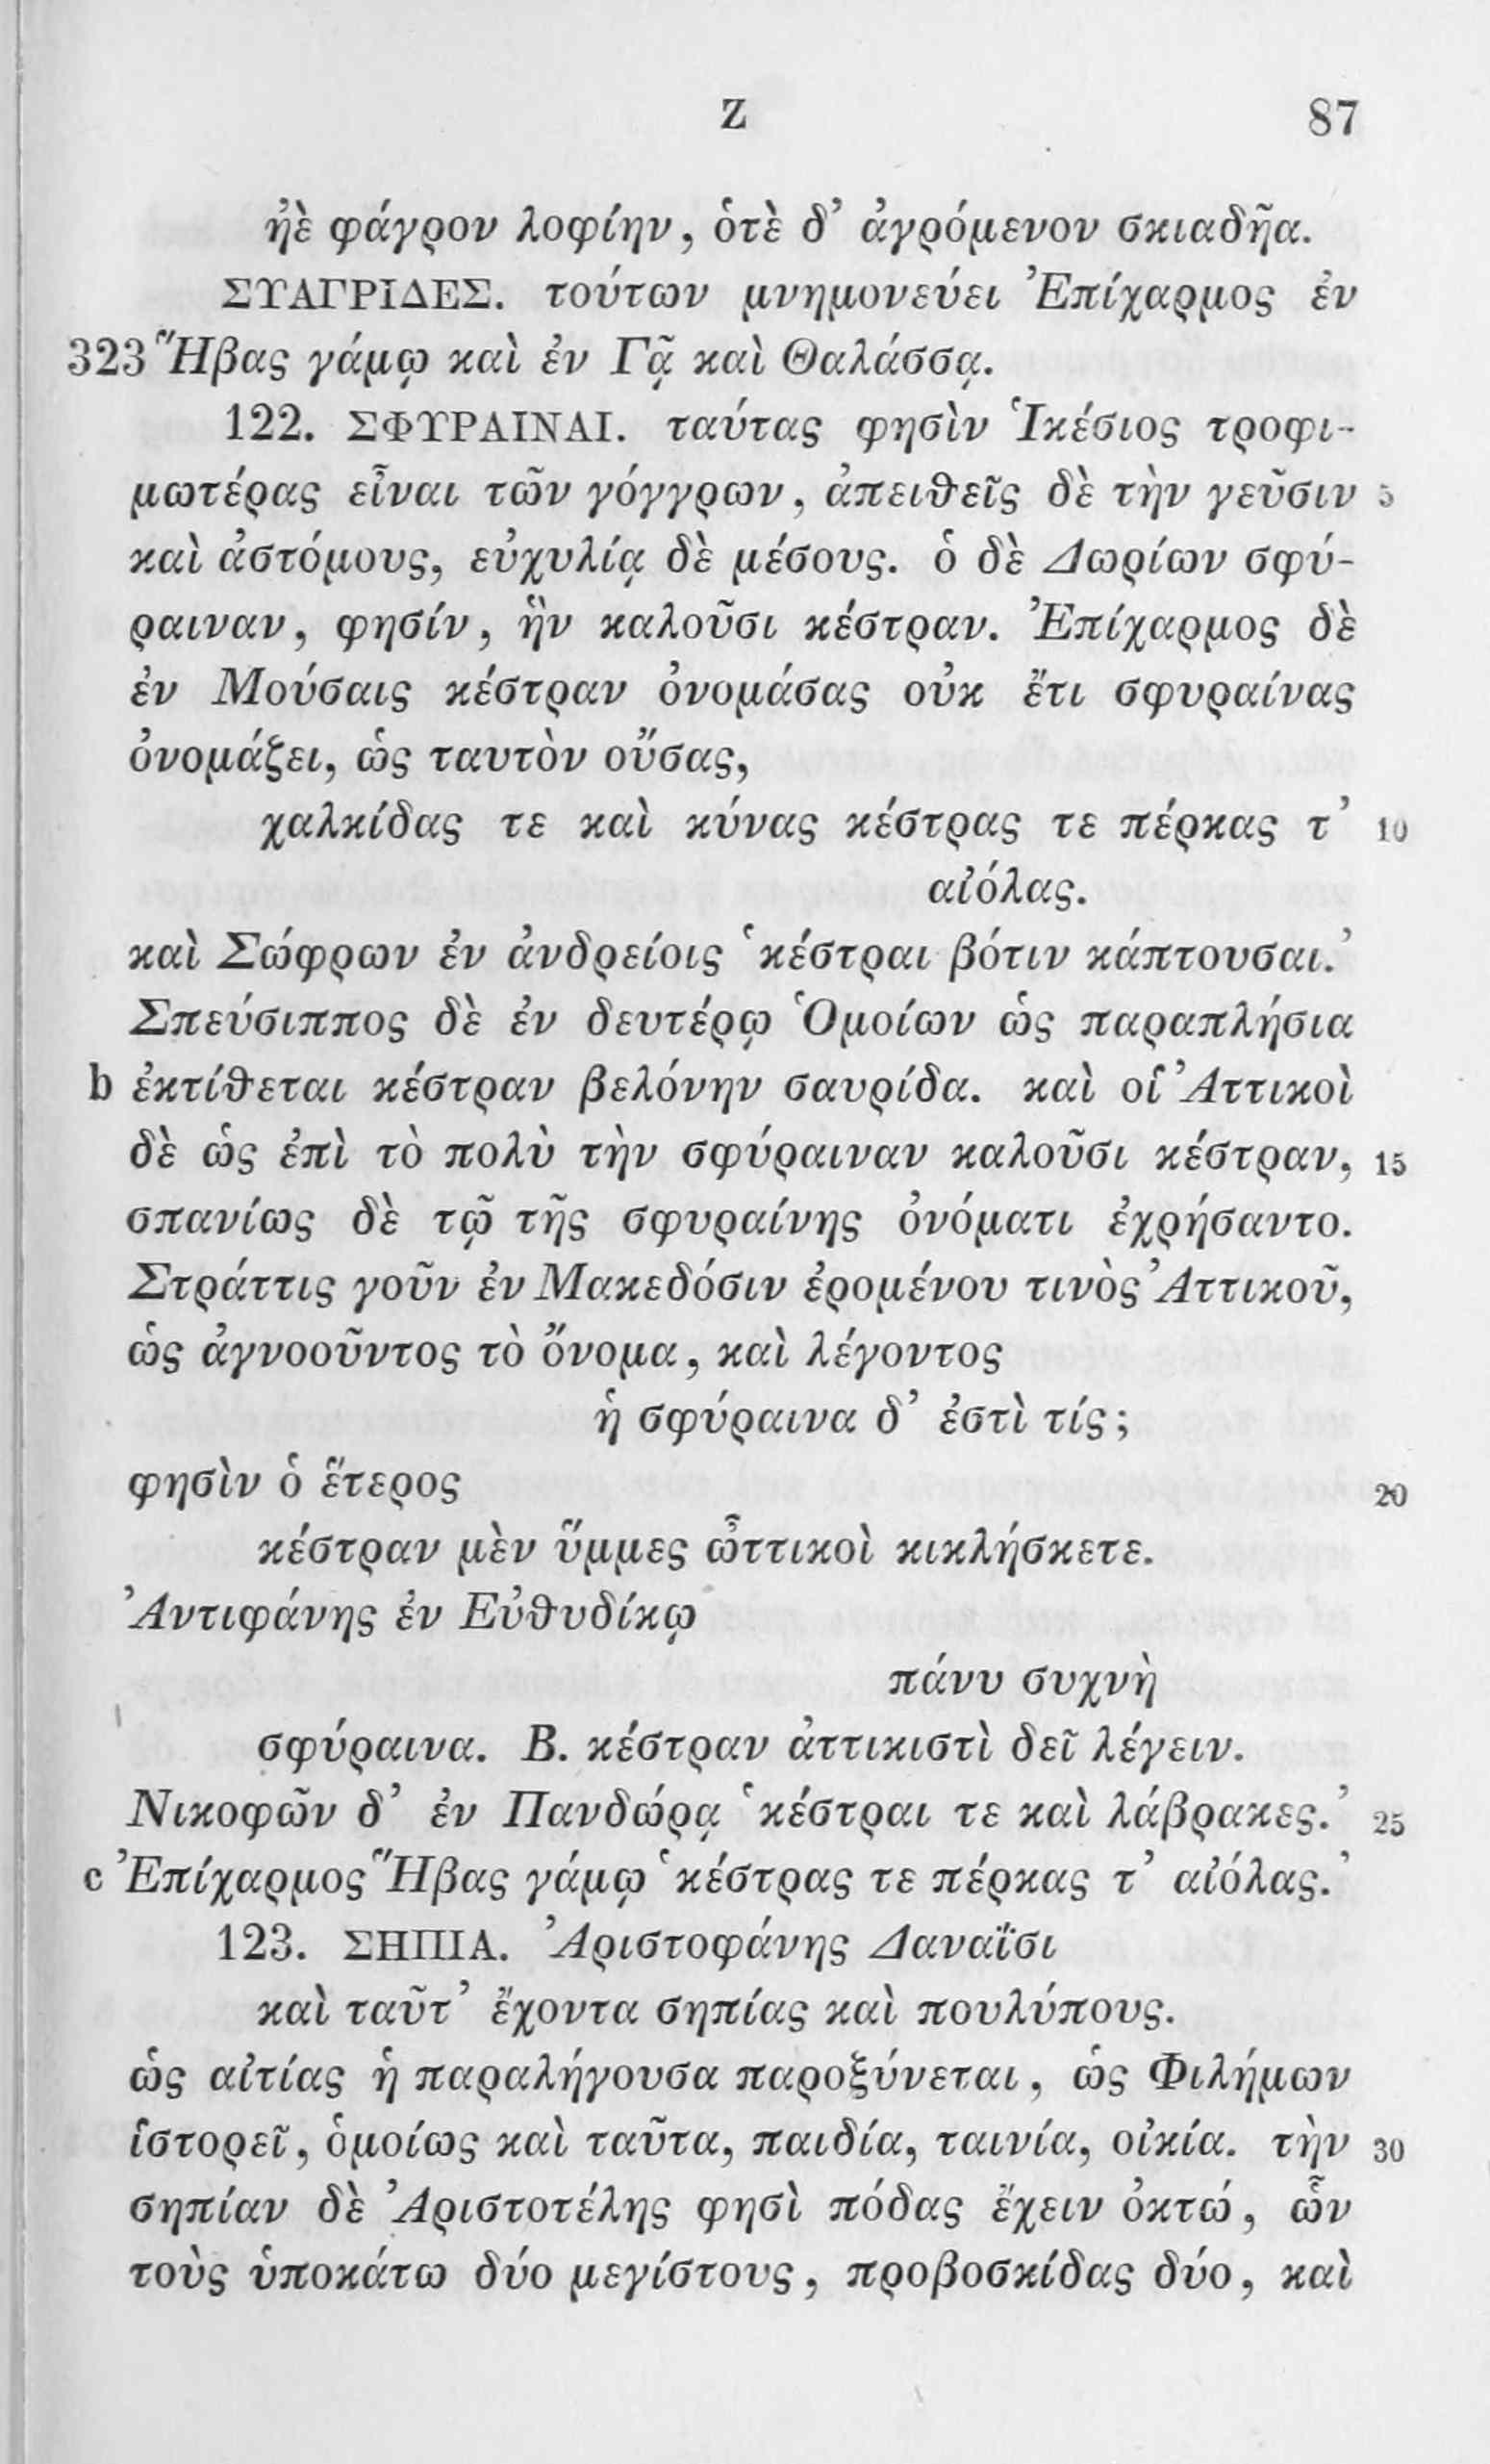 Z 87
ἠὲ φάγρον λοφίην, ὁτὲ δ’ ἀγρόμενον σκιαδῆα.
ΣΥΑΓΡΙΔΕΣ. τούτων μνημονεύει Ἐπίχαρμος ἐν
323 Ἥβας γάμῳ καὶ ἐν Γᾷ καὶ Θαλάσσᾳ.
122. ΣΦΥΡΑΙΝΑΙ. ταύτας φησὶν Ἱκέσιος τροφι-
μωτέρας εἶναι τῶν γόγγρων, ἀπειθεῖς δὲ τὴν γεῦσιν 5
καὶ ἀστόμους, εὐχυλίᾳ δὲ μέσους. ὁ δὲ Δωρίων σφύ-
ραιναν, φησίν, ἣν καλοῦσι κέστραν. Ἐπίχαρμος δὲ
ἐν Μούσαις κέστραν ὀνομάσας οὐκ ἔτι σφυραίνας
ὀνομάζει, ὡς ταυτὸν οὔσας,
χαλκίδας τε καὶ κύνας κέστρας τε πέρκας τ’ 10
αἰόλας.
καὶ Σώφρων ἐν ἀνδρείοις ‘κέστραι βότιν κάπτουσαι.’
Σπεύσιππος δὲ ἐν δευτέρῳ Ὁμοίων ὡς παραπλήσια
b ἐκτίθεται κέστραν βελόνην σαυρίδα. καὶ οἱ Ἀττικοὶ
δὲ ὡς ἐπὶ τὸ πολὺ τὴν σφύραιναν καλοῦσι κέστραν, 15
σπανίως δὲ τῷ τῆς σφυραίνης ὀνόματι ἐχρήσαντο.
Στράττις γοῦν ἐν Μακεδόσιν ἐρομένου τινὸς Ἀττικοῦ,
ὡς ἀγνοοῦντος τὸ ὄνομα, καὶ λέγοντος
ἡ σφύραινα δ’ ἐστὶ τίς;
φησὶν ὁ ἕτερος 20
κέστραν μὲν ὔμμες ὦττικοὶ κικλήσκετε.
Ἀντιφάνης ἐν Εὐθυδίκῳ
πάνυ συχνὴ
σφύραινα. Β. κέστραν ἀττικιστὶ δεῖ λέγειν.
Νικοφῶν δ’ ἐν Πανδώρᾳ ‘κέστραι τε καὶ λάβρακες.’ 25
c Ἐπίχαρμος Ἥβας γάμῳ ‘κέστρας τε πέρκας τ’ αἰόλας.’
123. ΣΗΠΙΑ. Ἀριστοφάνης Δαναΐσι
καὶ ταῦτ’ ἔχοντα σηπίας καὶ πουλύπους.
ὡς αἰτίας ἡ παραλήγουσα παροξύνεται, ὡς Φιλήμων
ἱστορεῖ, ὁμοίως καὶ ταῦτα, παιδία, ταινία, οἰκία. τὴν 30
σηπίαν δὲ Ἀριστοτέλης φησὶ πόδας ἔχειν ὀκτώ, ὧν
τοὺς ὑποκάτω δύο μεγίστους, προβοσκίδας δύο, καὶ